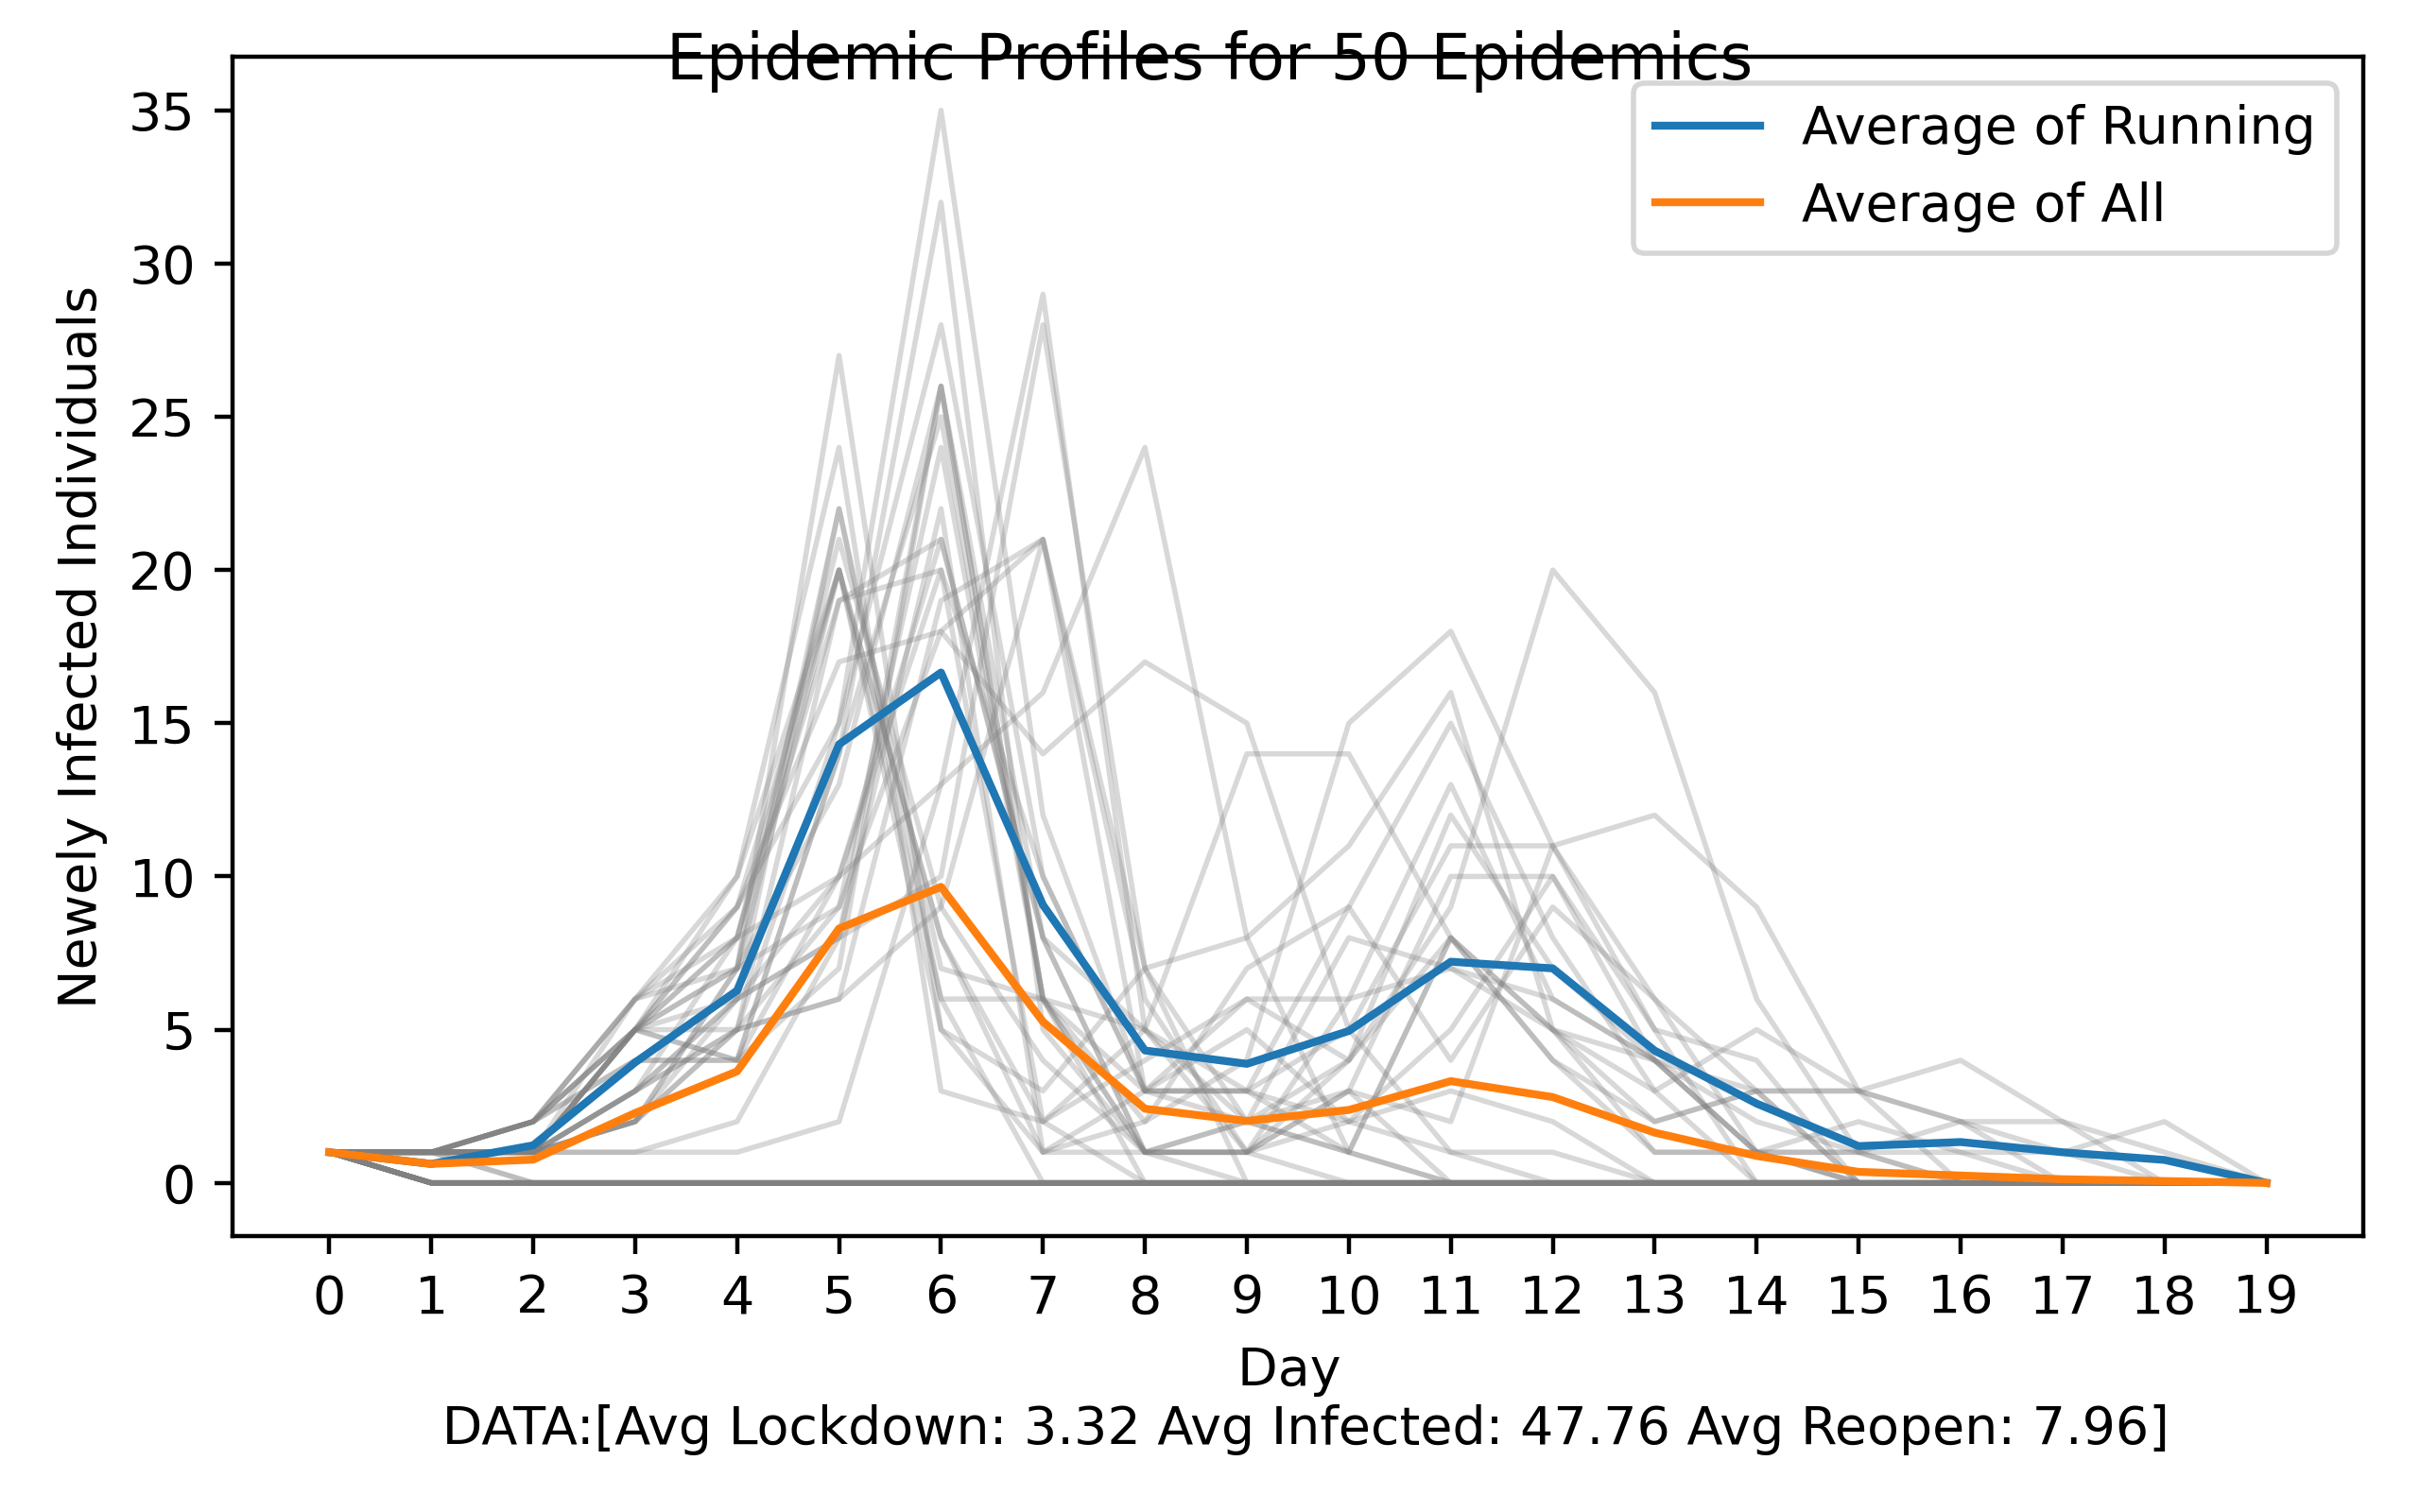 Epidemic Profiles for 50 Epidemics
Average of Running
Average of All
Newely Infected Individuals
35
30
25
20
15
10
5
0
0 1 2 3 4 5 6 7 8 9 10 11 12 13 14 15 16 17 18 19
Day
DATA:[Avg Lockdown: 3.32 Avg Infected: 47.76 Avg Reopen: 7.96]